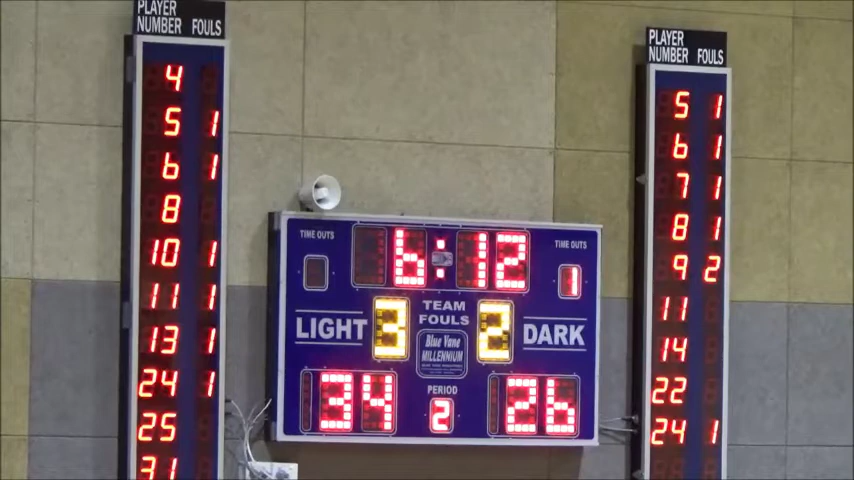 PLAYER
NUMBER FOULS
4
5 1
6 1
8
10 1
11 1
13 1
24 1
25
31
TIME OUTS
6:12
TIME OUTS
1
TEAM
FOULS
LIGHT 3 2 DARK
Blue Vane
MILLENNIUM
PERIOD
34 2 26
PLAYER
NUMBER FOULS
5 1
6 1
7 1
8 1
9 2
11
14
22
24 1